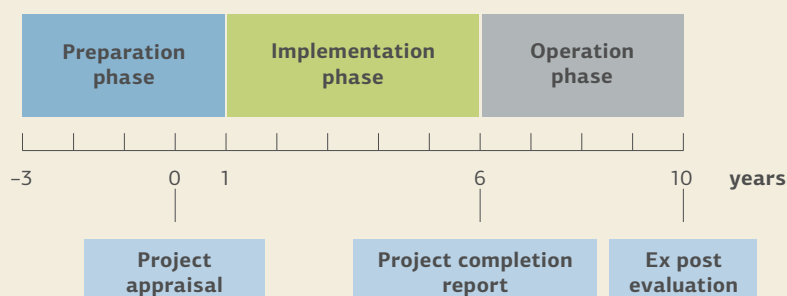 Preparation
phase
Implementation
phase
Operation
phase
–3
0
1
6
10
years
Project
appraisal
Project completion
report
Ex post
evaluation